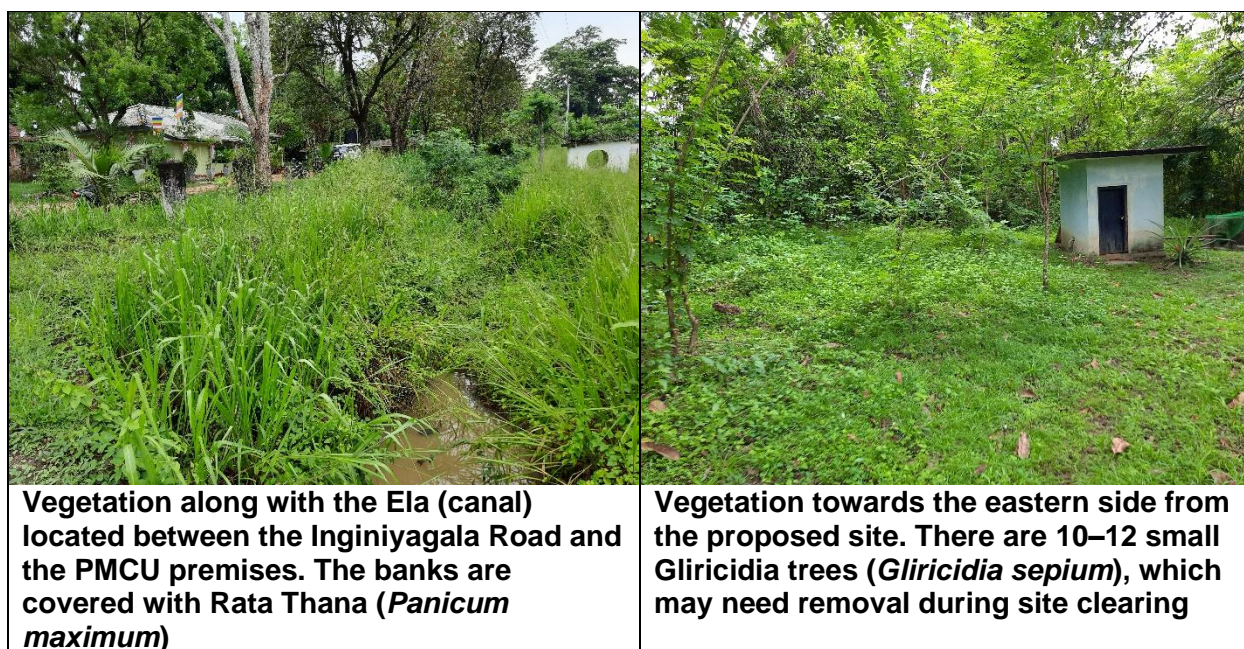 Vegetation along with the Ela (canal)
located between the Inginiyagala Road and
the PMCU premises. The banks are
covered with Rata Thana (Panicum
maximum)
Vegetation towards the eastern side from
the proposed site. There are 10–12 small
Gliricidia trees (Gliricidia sepium), which
may need removal during site clearing